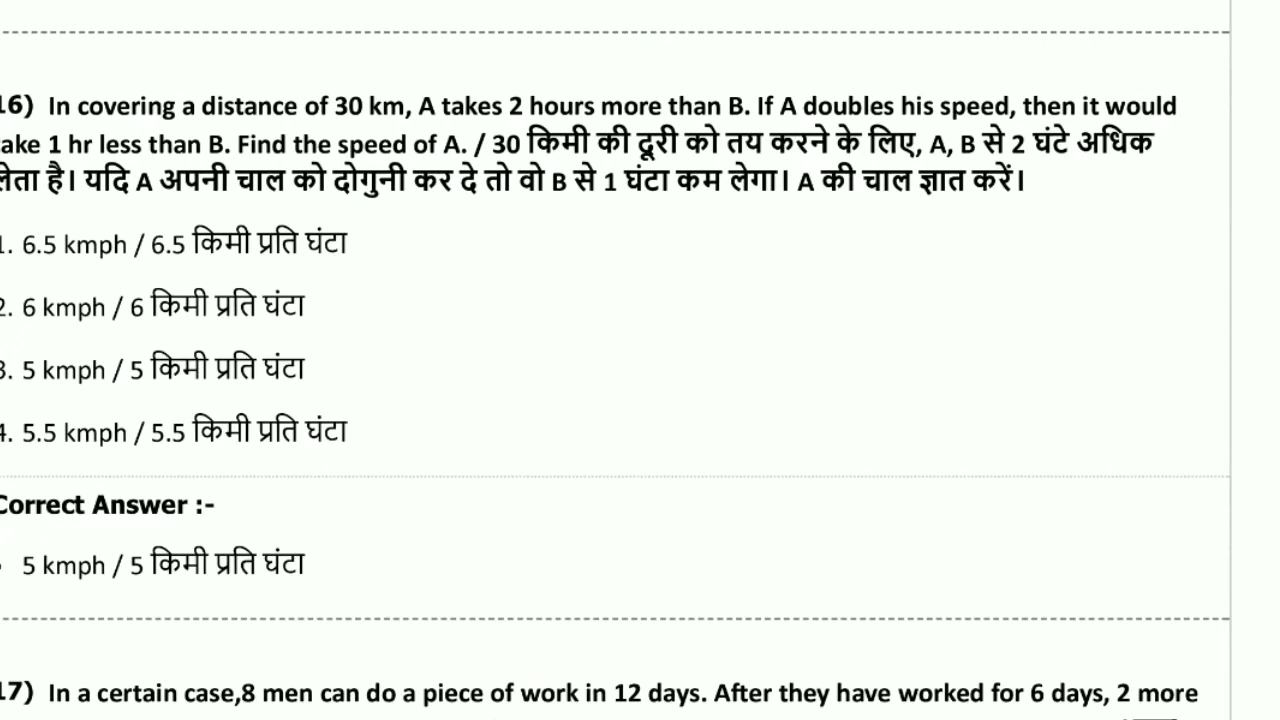 16) In covering a distance of 30 km, A takes 2 hours more than B. If A doubles his speed, then it would
take 1 hr less than B. Find the speed of A. / 30 किमी की दूरी को तय करने के लिए, A, B से 2 घंटे अधिक
लेता है। यदि A अपनी चाल को दोगुनी कर दे तो वो B से 1 घंटा कम लेगा। A की चाल ज्ञात करें।
1. 6.5 kmph / 6.5 किमी प्रति घंटा
2. 6 kmph / 6 किमी प्रति घंटा
3. 5 kmph / 5 किमी प्रति घंटा
4. 5.5 kmph / 5.5 किमी प्रति घंटा
Correct Answer :-
• 5 kmph / 5 किमी प्रति घंटा
17) In a certain case,8 men can do a piece of work in 12 days. After they have worked for 6 days, 2 more